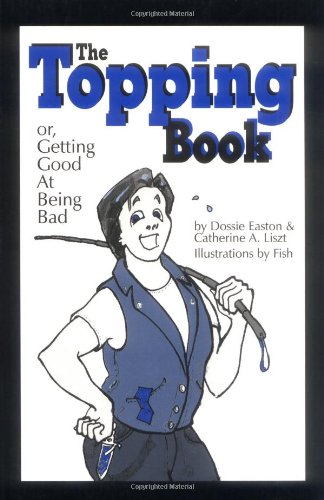 The
Topping
Book
or,
Getting
Good
At
Being
Bad
by Dossie Easton &
Catherine A. Liszt
Illustrations by Fish